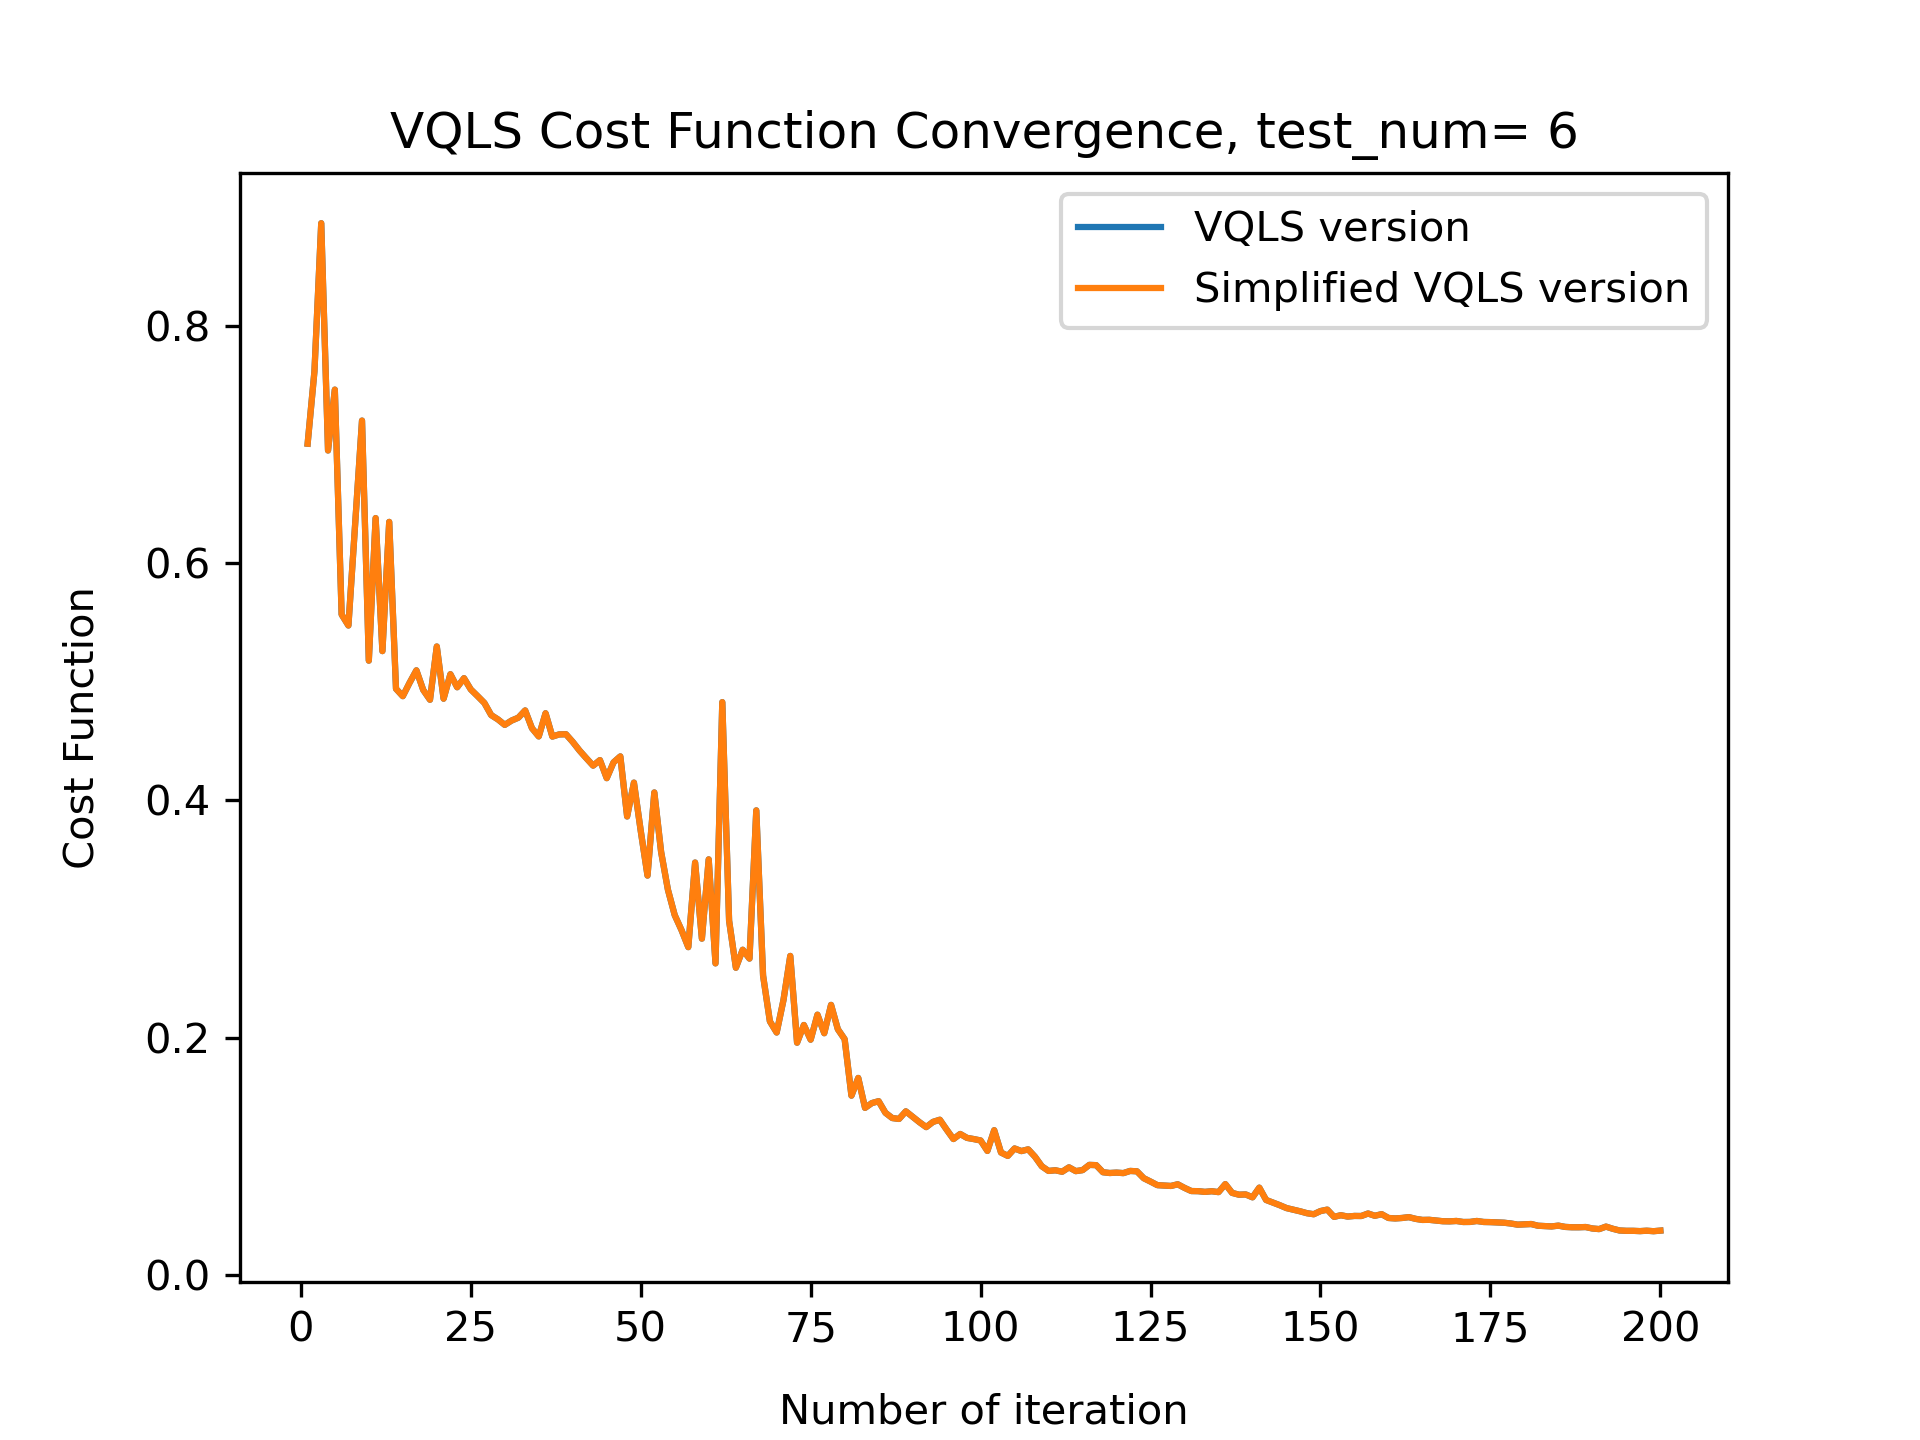 VQLS Cost Function Convergence, test_num= 6
VQLS version
Simplified VQLS version
Cost Function
0.8
0.6
0.4
0.2
0.0
0 25 50 75 100 125 150 175 200
Number of iteration